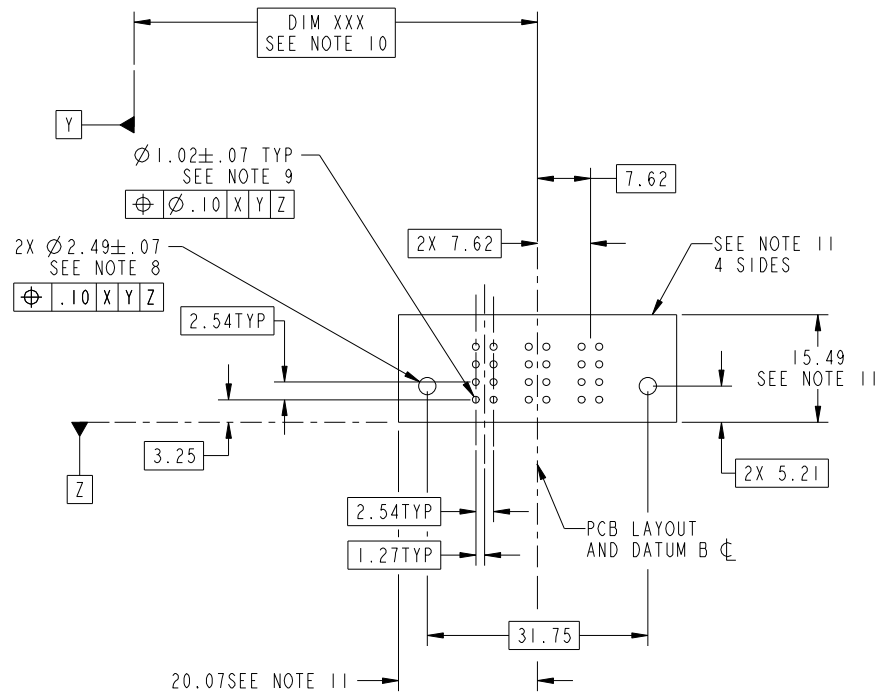 DIM XXX
SEE NOTE 10
Y
Ø1.02±.07 TYP
SEE NOTE 9
⌖ Ø.10 X Y Z
7.62
2X 7.62
2X Ø2.49±.07
SEE NOTE 8
⌖ .10 X Y Z
SEE NOTE 11
4 SIDES
2.54TYP
15.49
SEE NOTE 11
3.25
Z
2X 5.21
2.54TYP
PCB LAYOUT
AND DATUM B ℄
1.27TYP
31.75
20.07SEE NOTE 11